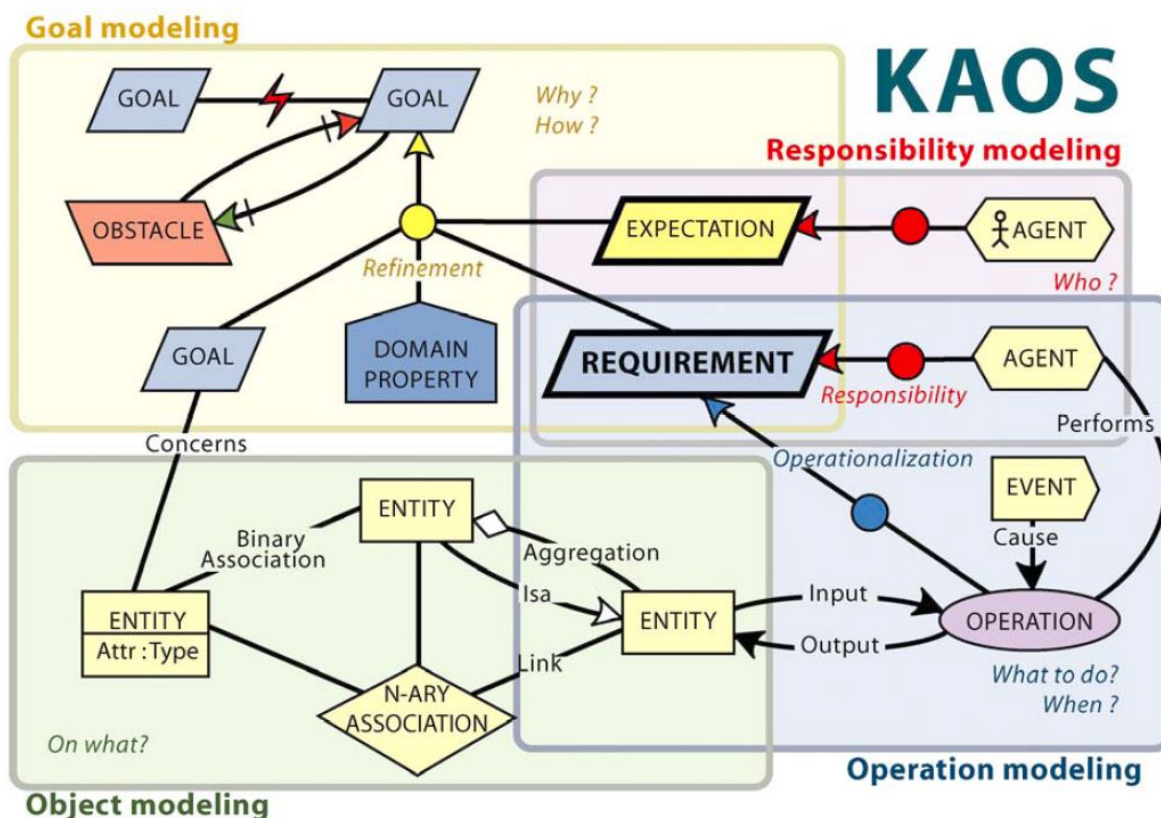 Goal modeling
KAOS
GOAL
GOAL
Why ?
How ?
Responsibility modeling
OBSTACLE
EXPECTATION
AGENT
Refinement
Who ?
GOAL
DOMAIN
PROPERTY
REQUIREMENT
AGENT
Responsibility
Performs
Concerns
Operationalization
EVENT
ENTITY
Cause
Binary
Association
Aggregation
Isa
Input
ENTITY
Attr : Type
ENTITY
OPERATION
Output
Link
N-ARY
ASSOCIATION
What to do?
When ?
On what?
Operation modeling
Object modeling